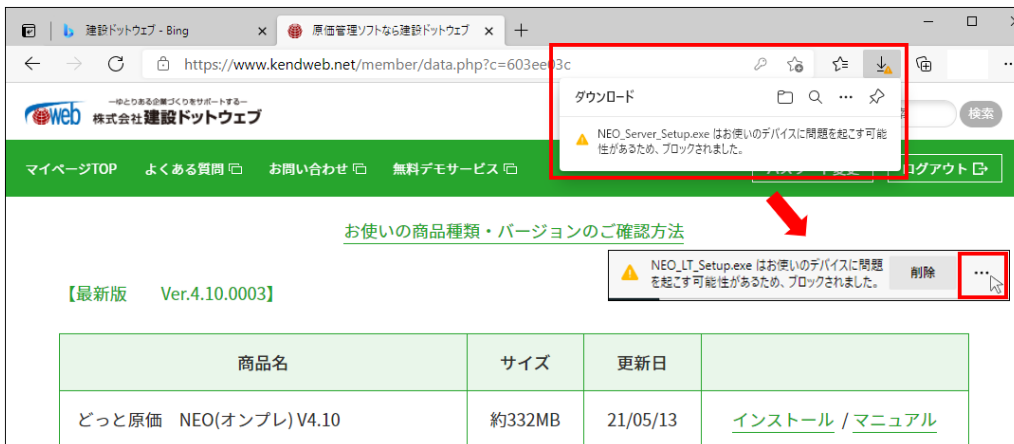 建設ドットウェブ - Bing
原価管理ソフトなら建設ドットウェブ
https://www.kendweb.net/member/data.php?c=603ee03c
ダウンロード
NEO_Server_Setup.exe はお使いのデバイスに問題を起こす可能
性があるため、ブロックされました。
web
―ゆとりある企業づくりをサポートする―
株式会社建設ドットウェブ
検索
マイページTOP
よくある質問
お問い合わせ
無料デモサービス
ログアウト
お使いの商品種類・バージョンのご確認方法
NEO_LT_Setup.exe はお使いのデバイスに問題
を起こす可能性があるため、ブロックされました。
削除
【最新版 Ver.4.10.0003】
商品名 サイズ 更新日
どっと原価 NEO(オンプレ) V4.10 約332MB 21/05/13 インストール / マニュアル